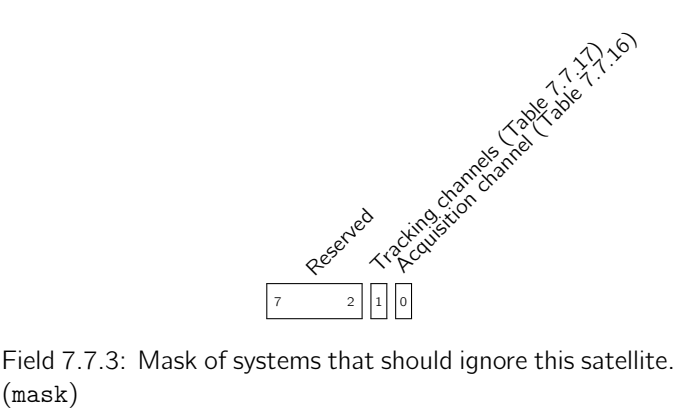 Reserved
Tracking channels (Table 7.7.17)
Acquisition channel (Table 7.7.16)
7 2 1 0
Field 7.7.3: Mask of systems that should ignore this satellite.
(mask)